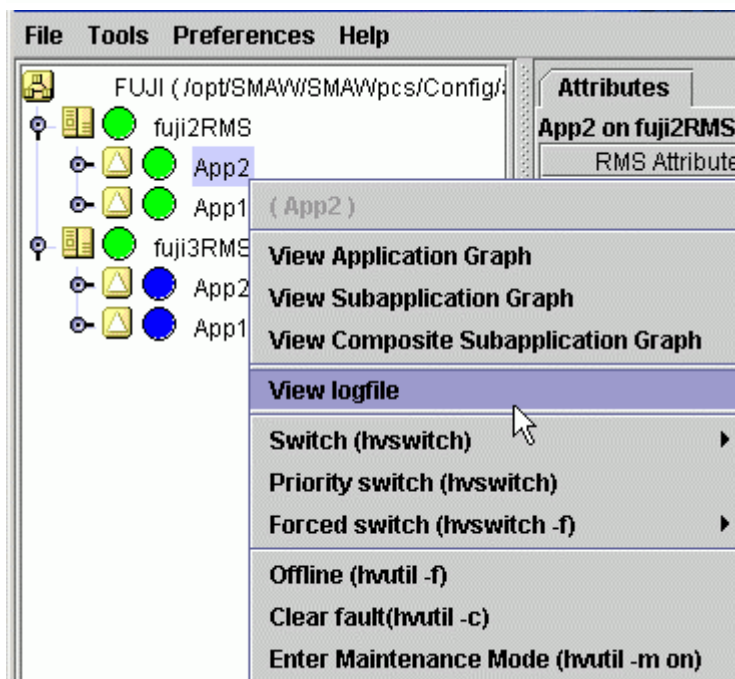 File Tools Preferences Help
FUJI ( /opt/SMAW/SMAWpcs/Config/
Attributes
fuji2RMS
App2 on fuji2RMS
App2
RMS Attribute
App1
fuji3RMS
App2
App1
( App2 )
View Application Graph
View Subapplication Graph
View Composite Subapplication Graph
View logfile
Switch (hvswitch)
Priority switch (hvswitch)
Forced switch (hvswitch -f)
Offline (hvutil -f)
Clear fault(hvutil -c)
Enter Maintenance Mode (hvutil -m on)